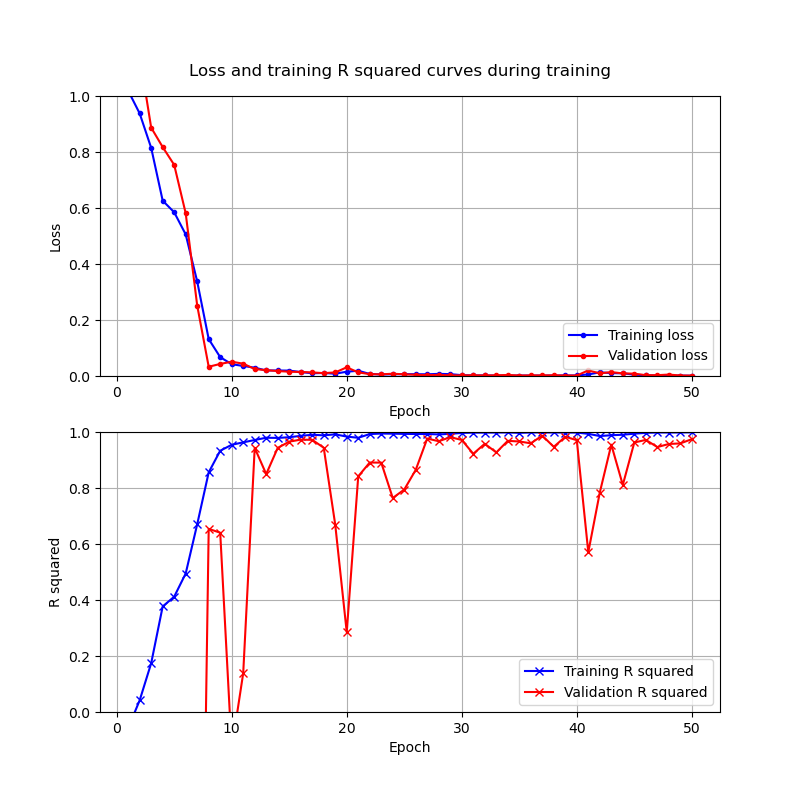 Loss and training R squared curves during training
1.0
0.8
0.6
0.4
0.2
0.0
Loss
Training loss
Validation loss
0 10 20 30 40 50
Epoch
1.0
0.8
0.6
0.4
0.2
0.0
R squared
Training R squared
Validation R squared
0 10 20 30 40 50
Epoch